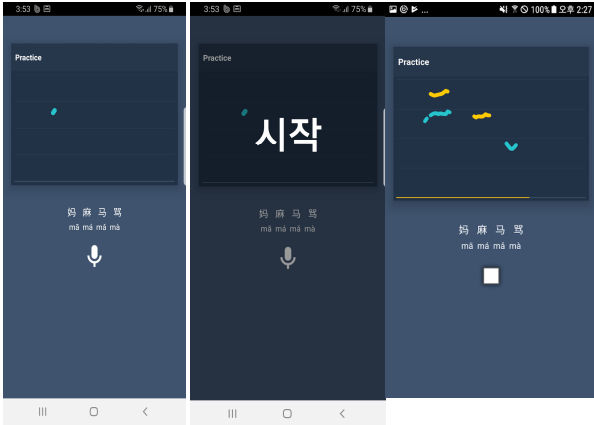 3:53 75%
Practice
妈 麻 马 骂
mā má mǎ mà
3:53 75%
Practice
시작
妈 麻 马 骂
mā má mǎ mà
... 100% 오후 2:27
Practice
妈 麻 马 骂
mā má mǎ mà